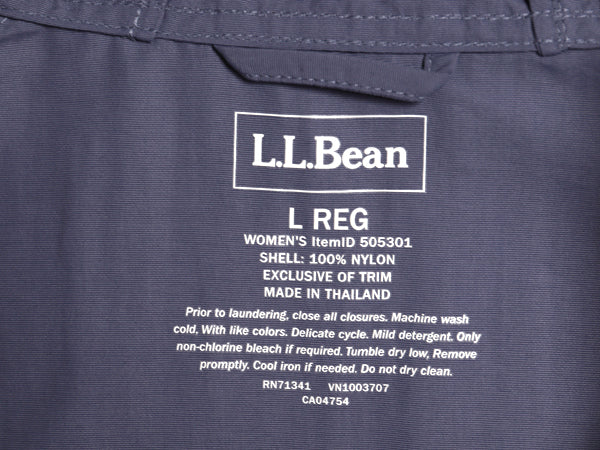 L.L.Bean
L REG
WOMEN'S ItemID 505301
SHELL: 100% NYLON
EXCLUSIVE OF TRIM
MADE IN THAILAND
Prior to laundering, close all closures. Machine wash
cold. With like colors. Delicate cycle. Mild detergent. Only
non-chlorine bleach if required. Tumble dry low, Remove
promptly. Cool iron if needed. Do not dry clean.
RN71341 VN1003707
CA04754